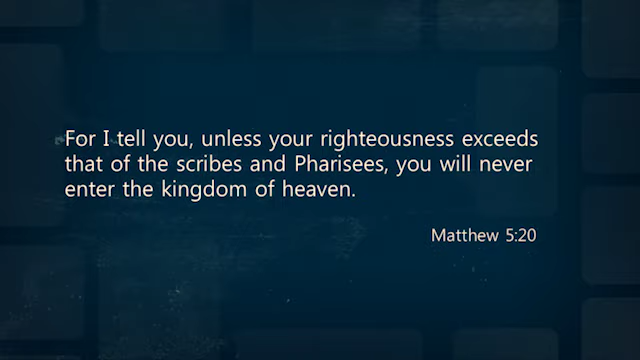 For I tell you, unless your righteousness exceeds
that of the scribes and Pharisees, you will never
enter the kingdom of heaven.
Matthew 5:20